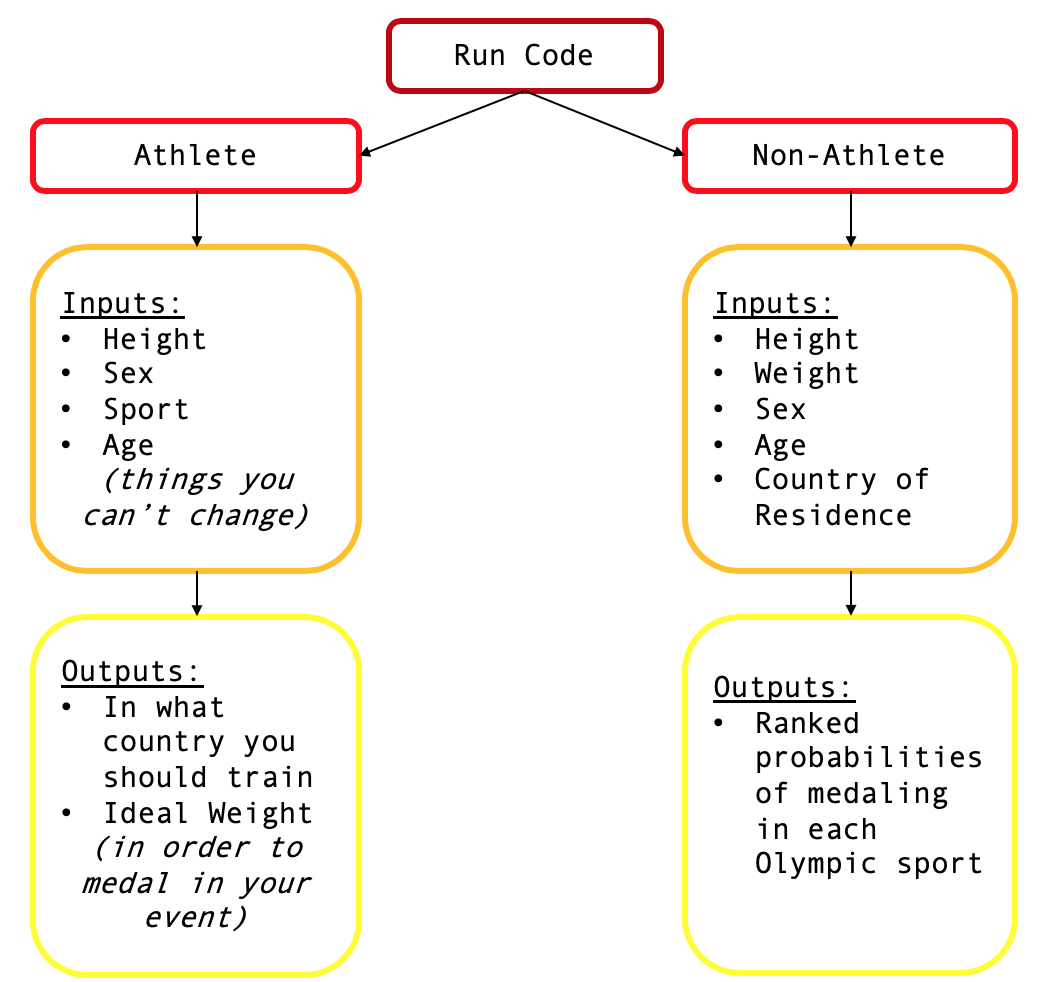 Run Code
Athlete
Non-Athlete
Inputs:
• Height
• Sex
• Sport
• Age
(things you
can't change)
Inputs:
• Height
• Weight
• Sex
• Age
• Country of
Residence
Outputs:
• In what
country you
should train
• Ideal Weight
(in order to
medal in your
event)
Outputs:
• Ranked
probabilities
of medaling
in each
Olympic sport